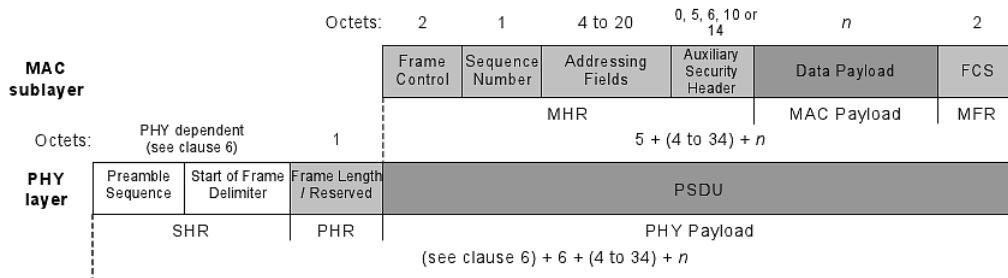 Octets: 2 1 4 to 20 0, 5, 6, 10 or 14 n 2
MAC sublayer
Frame Control
Sequence Number
Addressing Fields
Auxiliary Security Header
Data Payload
FCS
MHR MAC Payload MFR
Octets: PHY dependent (see clause 6) 1 5 + (4 to 34) + n
PHY layer
Preamble Sequence
Start of Frame Delimiter
Frame Length / Reserved
PSDU
SHR PHR PHY Payload
(see clause 6) + 6 + (4 to 34) + n